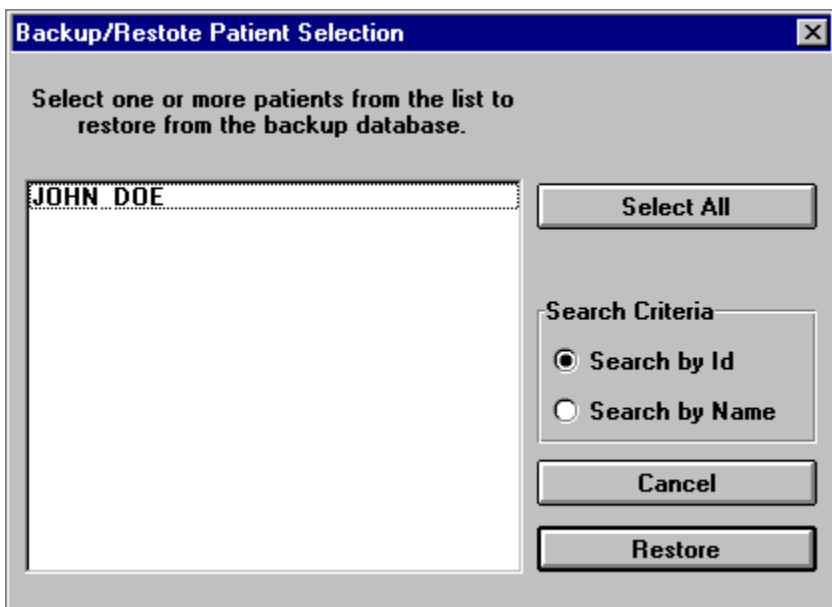 Backup/Restote Patient Selection
Select one or more patients from the list to
restore from the backup database.
JOHN DOE
Select All
Search Criteria
Search by Id
Search by Name
Cancel
Restore